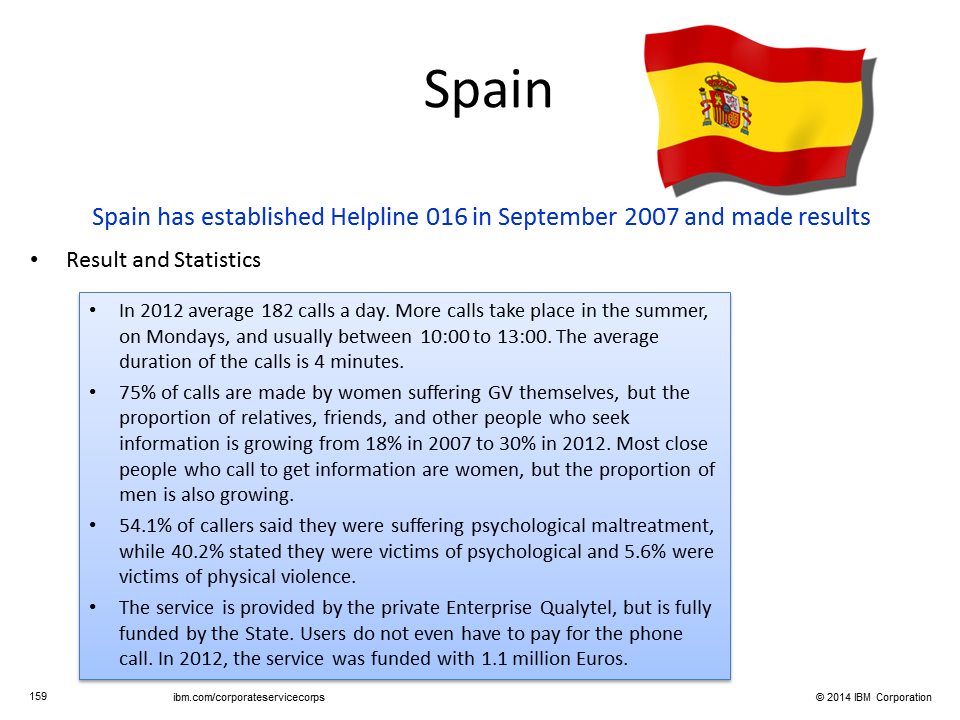 Spain
Spain has established Helpline 016 in September 2007 and made results
• Result and Statistics
• In 2012 average 182 calls a day. More calls take place in the summer,
on Mondays, and usually between 10:00 to 13:00. The average
duration of the calls is 4 minutes.
• 75% of calls are made by women suffering GV themselves, but the
proportion of relatives, friends, and other people who seek
information is growing from 18% in 2007 to 30% in 2012. Most close
people who call to get information are women, but the proportion of
men is also growing.
• 54.1% of callers said they were suffering psychological maltreatment,
while 40.2% stated they were victims of psychological and 5.6% were
victims of physical violence.
• The service is provided by the private Enterprise Qualytel, but is fully
funded by the State. Users do not even have to pay for the phone
call. In 2012, the service was funded with 1.1 million Euros.
159
ibm.com/corporateservicecorps
© 2014 IBM Corporation